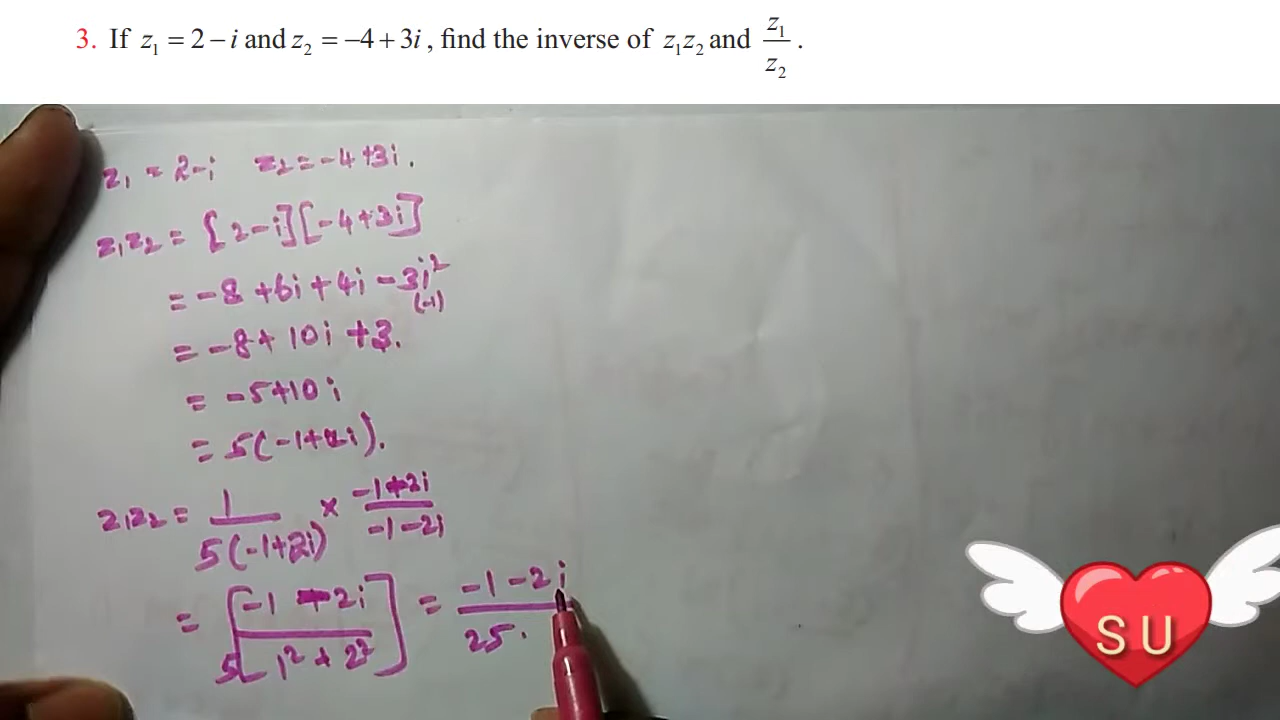 3. If z₁ = 2 − i and z₂ = −4 + 3i, find the inverse of z₁z₂ and z₁/z₂.
z₁ = 2-i z₂ = -4+3i.
z₁z₂ = [2-i][-4+3i]
= -8 +6i +4i -3i²
(-1)
= -8+ 10i +3.
= -5+10i
= 5(-1+2i).
z₁z₂ = 1/5(-1+2i) × -1-2i/-1-2i
= [-1 -2i/5[1²+2²]] = -1-2i/25.
SU